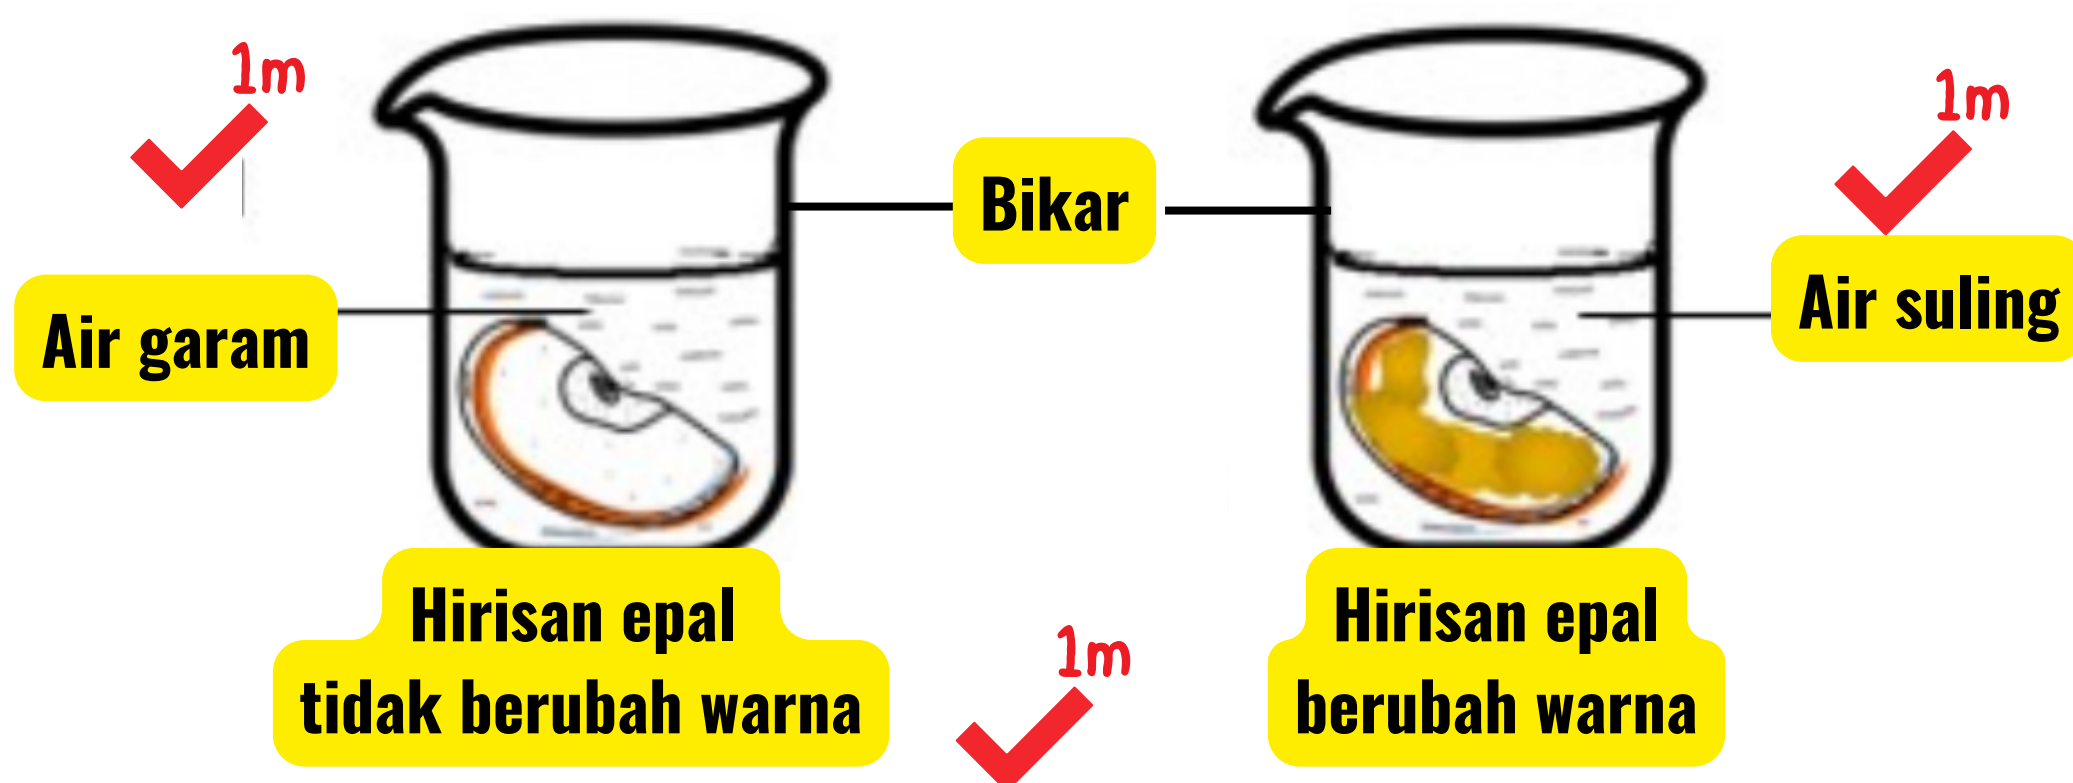 1m
1m
Bikar
Air garam
Air suling
Hirisan epal
tidak berubah warna
Hirisan epal
berubah warna
1m